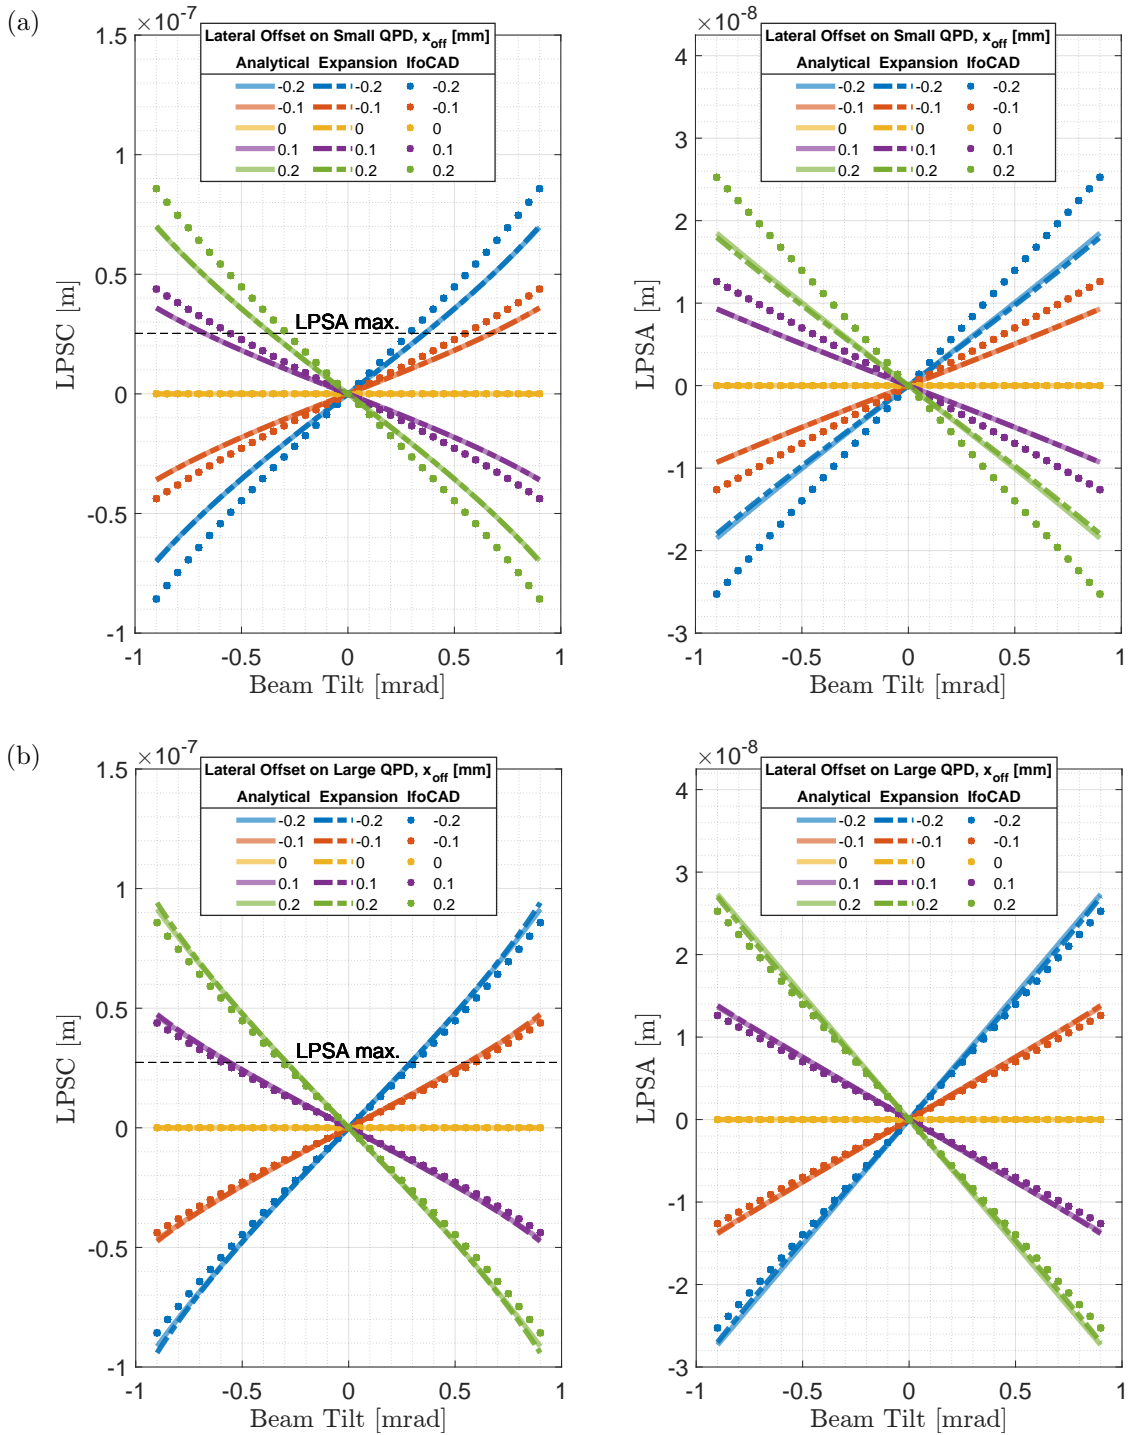 (a)
×10⁻⁷
Lateral Offset on Small QPD, x_off [mm]
Analytical Expansion IfoCAD
-0.2 -0.2 -0.2
-0.1 -0.1 -0.1
0 0 0
0.1 0.1 0.1
0.2 0.2 0.2
1.5
1
0.5
0
-0.5
-1
LPSC [m]
LPSA max.
-1 -0.5 0 0.5 1
Beam Tilt [mrad]
×10⁻⁸
Lateral Offset on Small QPD, x_off [mm]
Analytical Expansion IfoCAD
-0.2 -0.2 -0.2
-0.1 -0.1 -0.1
0 0 0
0.1 0.1 0.1
0.2 0.2 0.2
4
2
0
-1
-2
-3
LPSA [m]
-1 -0.5 0 0.5 1
Beam Tilt [mrad]
(b)
×10⁻⁷
Lateral Offset on Large QPD, x_off [mm]
Analytical Expansion IfoCAD
-0.2 -0.2 -0.2
-0.1 -0.1 -0.1
0 0 0
0.1 0.1 0.1
0.2 0.2 0.2
1.5
1
0.5
0
-0.5
-1
LPSC [m]
LPSA max.
-1 -0.5 0 0.5 1
Beam Tilt [mrad]
×10⁻⁸
Lateral Offset on Large QPD, x_off [mm]
Analytical Expansion IfoCAD
-0.2 -0.2 -0.2
-0.1 -0.1 -0.1
0 0 0
0.1 0.1 0.1
0.2 0.2 0.2
4
2
0
-1
-2
-3
LPSA [m]
-1 -0.5 0 0.5 1
Beam Tilt [mrad]